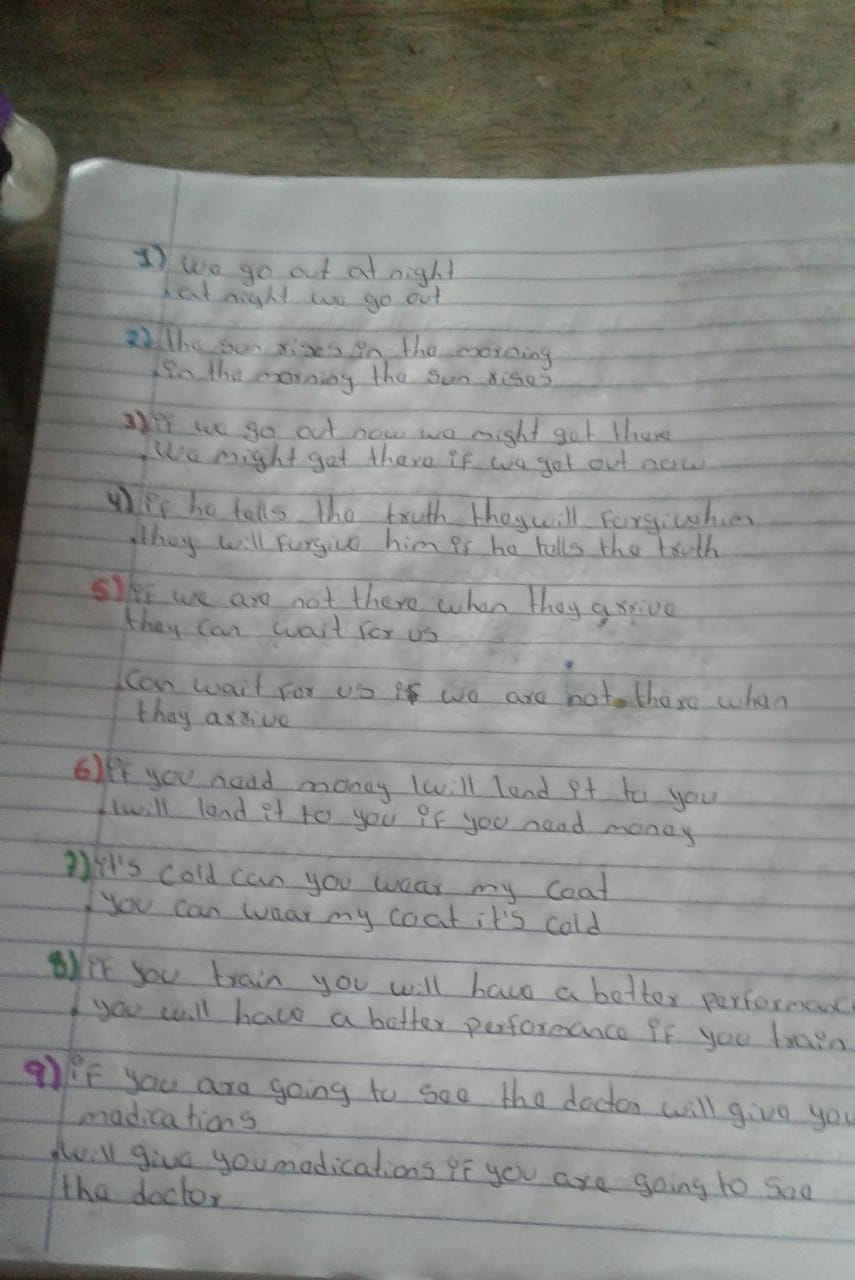 1) we go out at night
.at night we go out
2) The sun rises in the morning
.in the morning the sun rises
3) if we go out now we might get there
.We might get there if we get out now
4) if he tells the truth they will forgive him
.they will furgive him if he tells the truth
5) if we are not there when they arrive
they can wait for us
.can wait for us if we are not there when
they arrive
6) if you need money I will lend it to you
.I will lend it to you if you need money
7) it's cold can you wear my coat
.you can wear my coat it's cold
8) if you train you will have a better performanc
.you will have a better performance if you train
9) if you are going to see the doctor will give you
medications
.will give you medications if you are going to see
the doctor